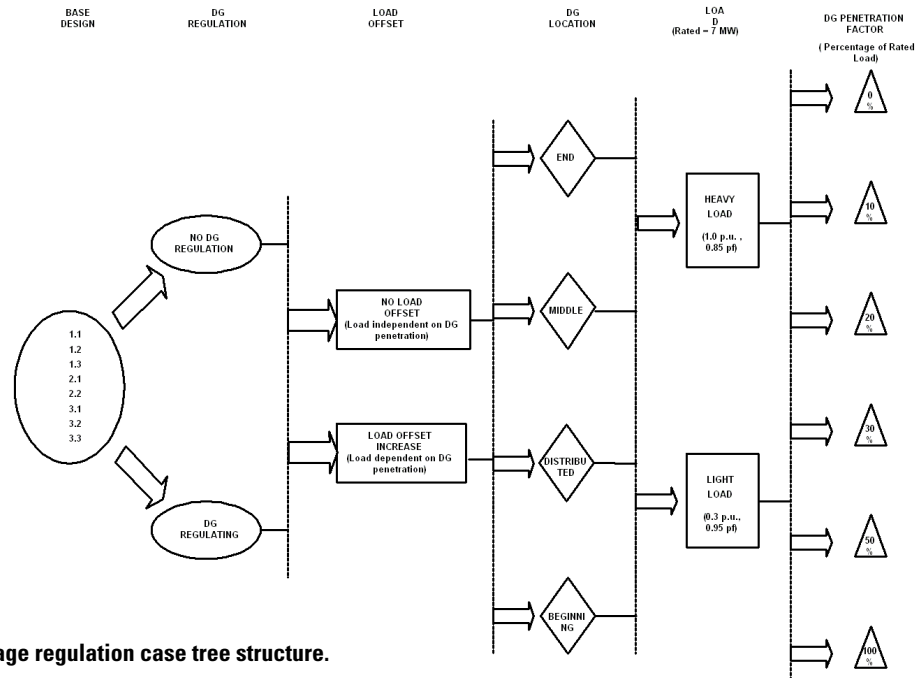 BASE
DESIGN
DG
REGULATION
LOAD
OFFSET
DG
LOCATION
LOA
D
(Rated = 7 MW)
DG PENETRATION
FACTOR
( Percentage of Rated
Load)
1.1
1.2
1.3
2.1
2.2
3.1
3.2
3.3
NO DG
REGULATION
DG
REGULATING
NO LOAD
OFFSET
(Load independent on DG
penetration)
LOAD OFFSET
INCREASE
(Load dependent on DG
penetration)
END
MIDDLE
DISTRIBU
TED
BEGINNI
NG
HEAVY
LOAD
(1.0 p.u. ,
0.85 pf)
LIGHT
LOAD
(0.3 p.u.,
0.95 pf)
0
%
10
%
20
%
30
%
50
%
100
%
age regulation case tree structure.